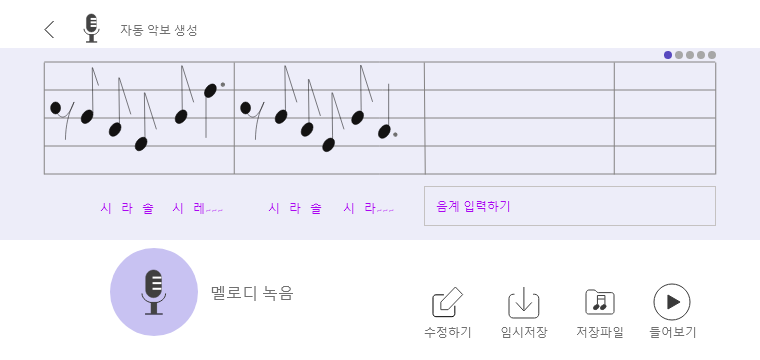 자동 악보 생성
시 라 솔 시 레~~~ 시 라 솔 시 라~~~
음계 입력하기
멜로디 녹음
수정하기 임시저장 저장파일 들어보기